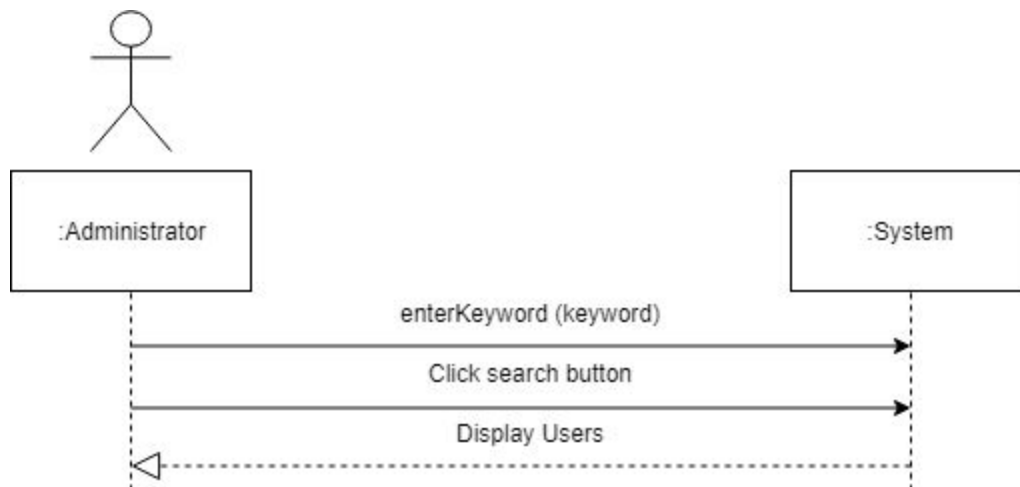 :Administrator
:System
enterKeyword (keyword)
Click search button
Display Users